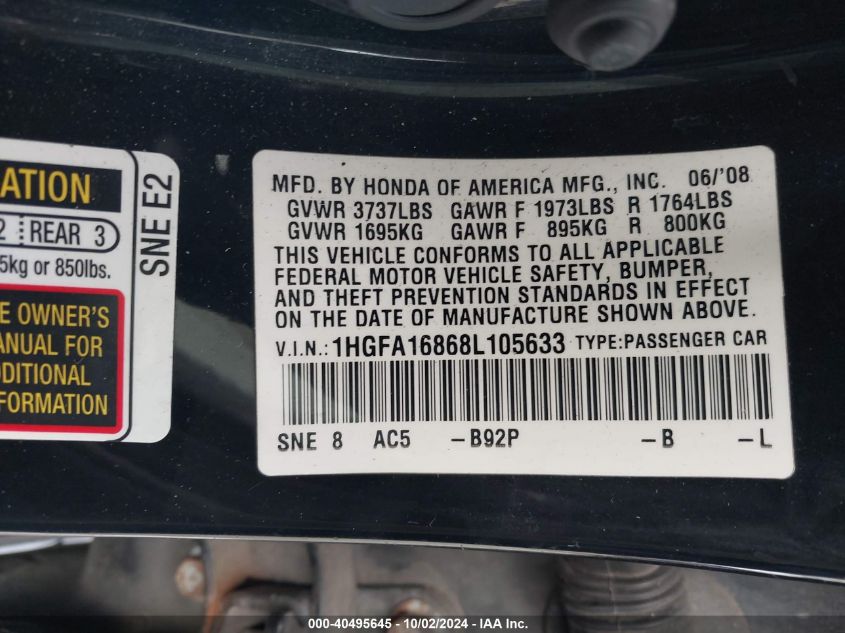 ATION
2 REAR 3
5kg or 850lbs.
E OWNER'S
ANUAL FOR
DDITIONAL
FORMATION
SNE E2
MFD. BY HONDA OF AMERICA MFG., INC. 06/'08
GVWR 3737LBS GAWR F 1973LBS R 1764LBS
GVWR 1695KG GAWR F 895KG R 800KG
THIS VEHICLE CONFORMS TO ALL APPLICABLE
FEDERAL MOTOR VEHICLE SAFETY, BUMPER,
AND THEFT PREVENTION STANDARDS IN EFFECT
ON THE DATE OF MANUFACTURE SHOWN ABOVE.
V.I.N.: 1HGFA16868L105633 TYPE:PASSENGER CAR
SNE 8 AC5 -B92P -B -L
000-40495645 - 10/02/2024 - IAA Inc.